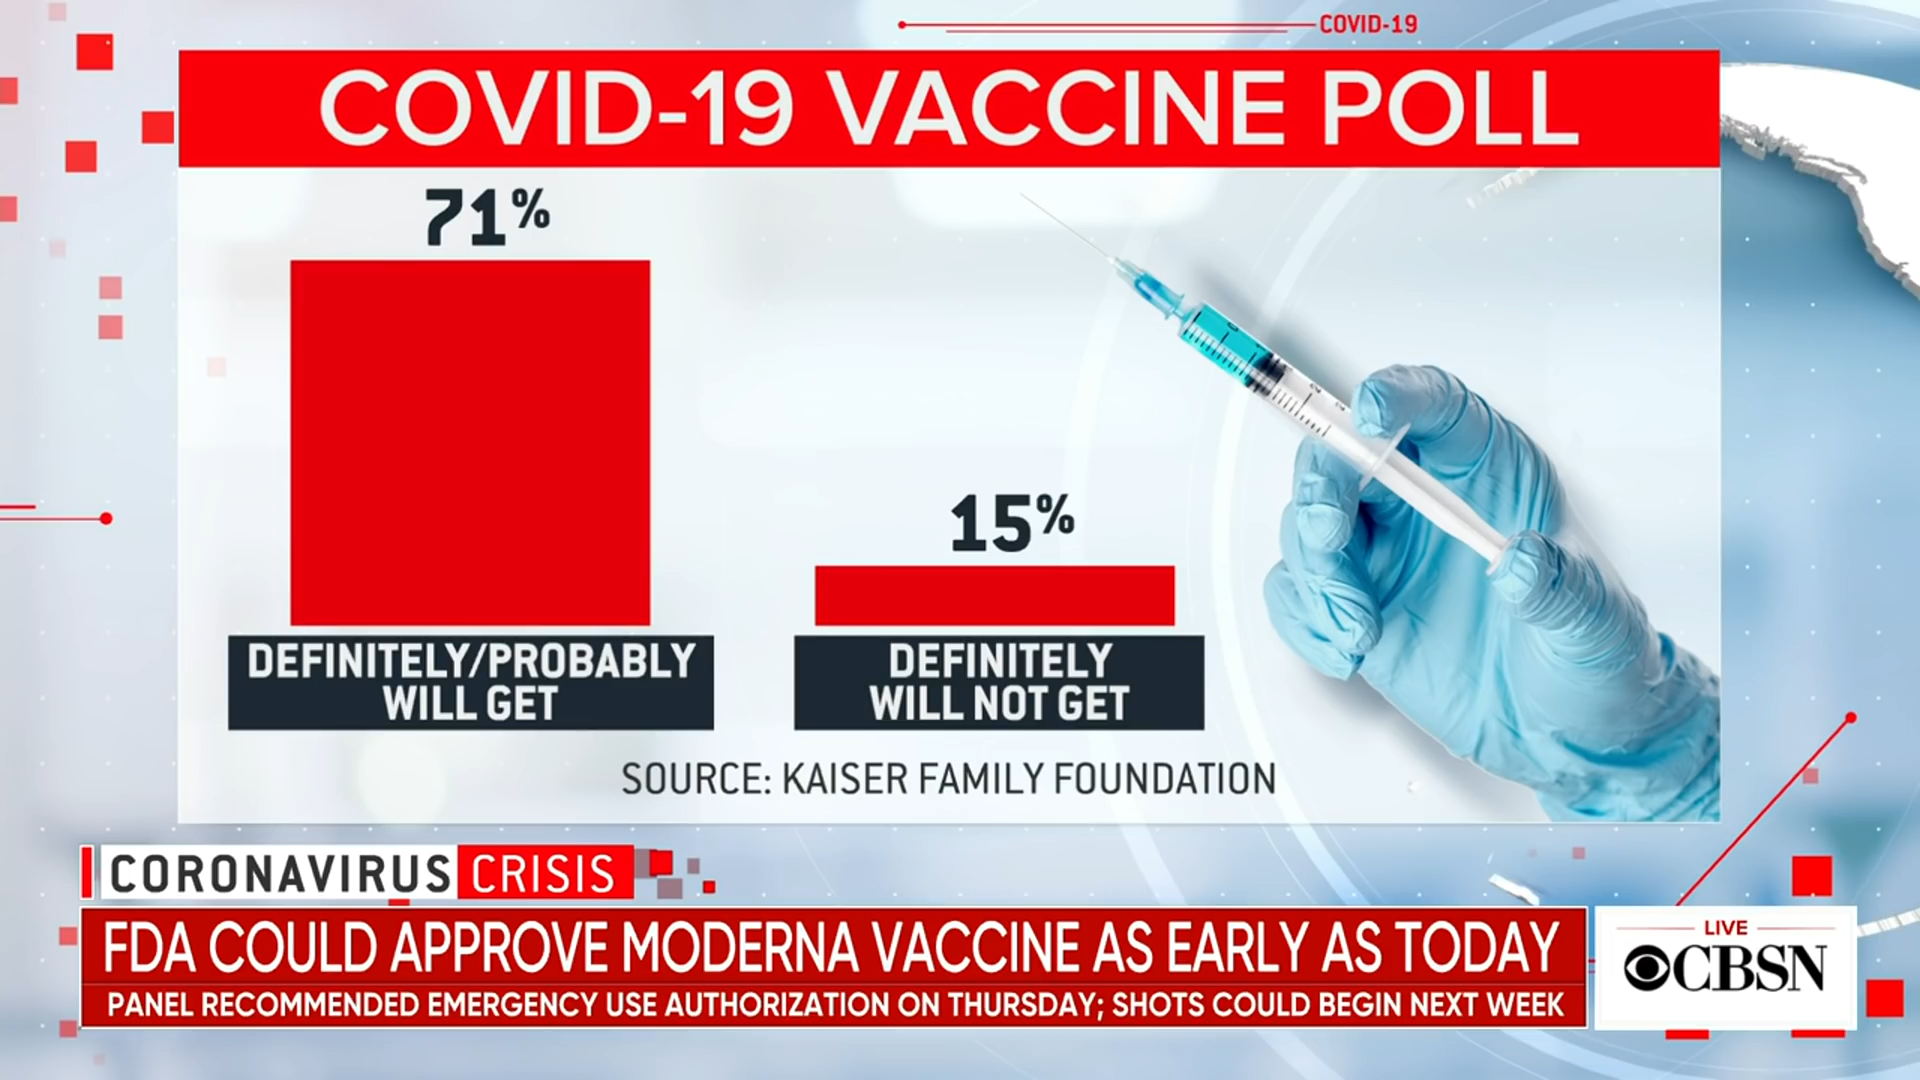 COVID-19
COVID-19 VACCINE POLL
71%
15%
DEFINITELY/PROBABLY
WILL GET
DEFINITELY
WILL NOT GET
SOURCE: KAISER FAMILY FOUNDATION
CORONAVIRUS CRISIS
FDA COULD APPROVE MODERNA VACCINE AS EARLY AS TODAY
PANEL RECOMMENDED EMERGENCY USE AUTHORIZATION ON THURSDAY; SHOTS COULD BEGIN NEXT WEEK
LIVE
CBSN